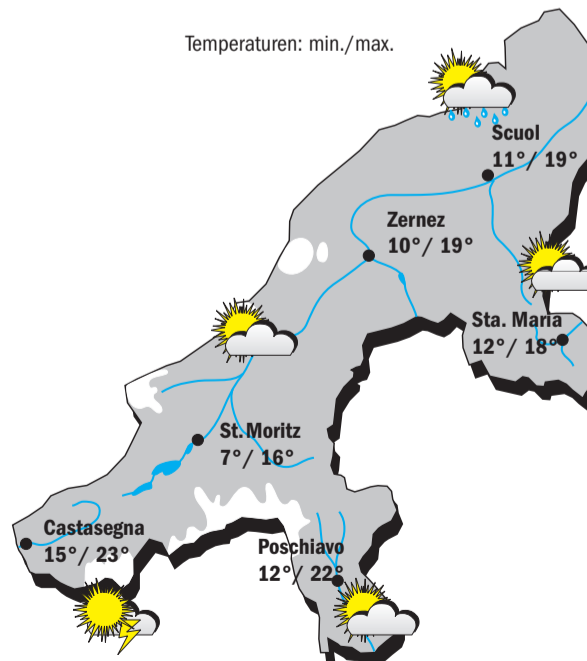 Temperaturen: min./max.
Scuol
11°/ 19°
Zernez
10°/ 19°
Sta. Maria
12°/ 18°
St. Moritz
7°/ 16°
Castasegna
15°/ 23°
Poschiavo
12°/ 22°